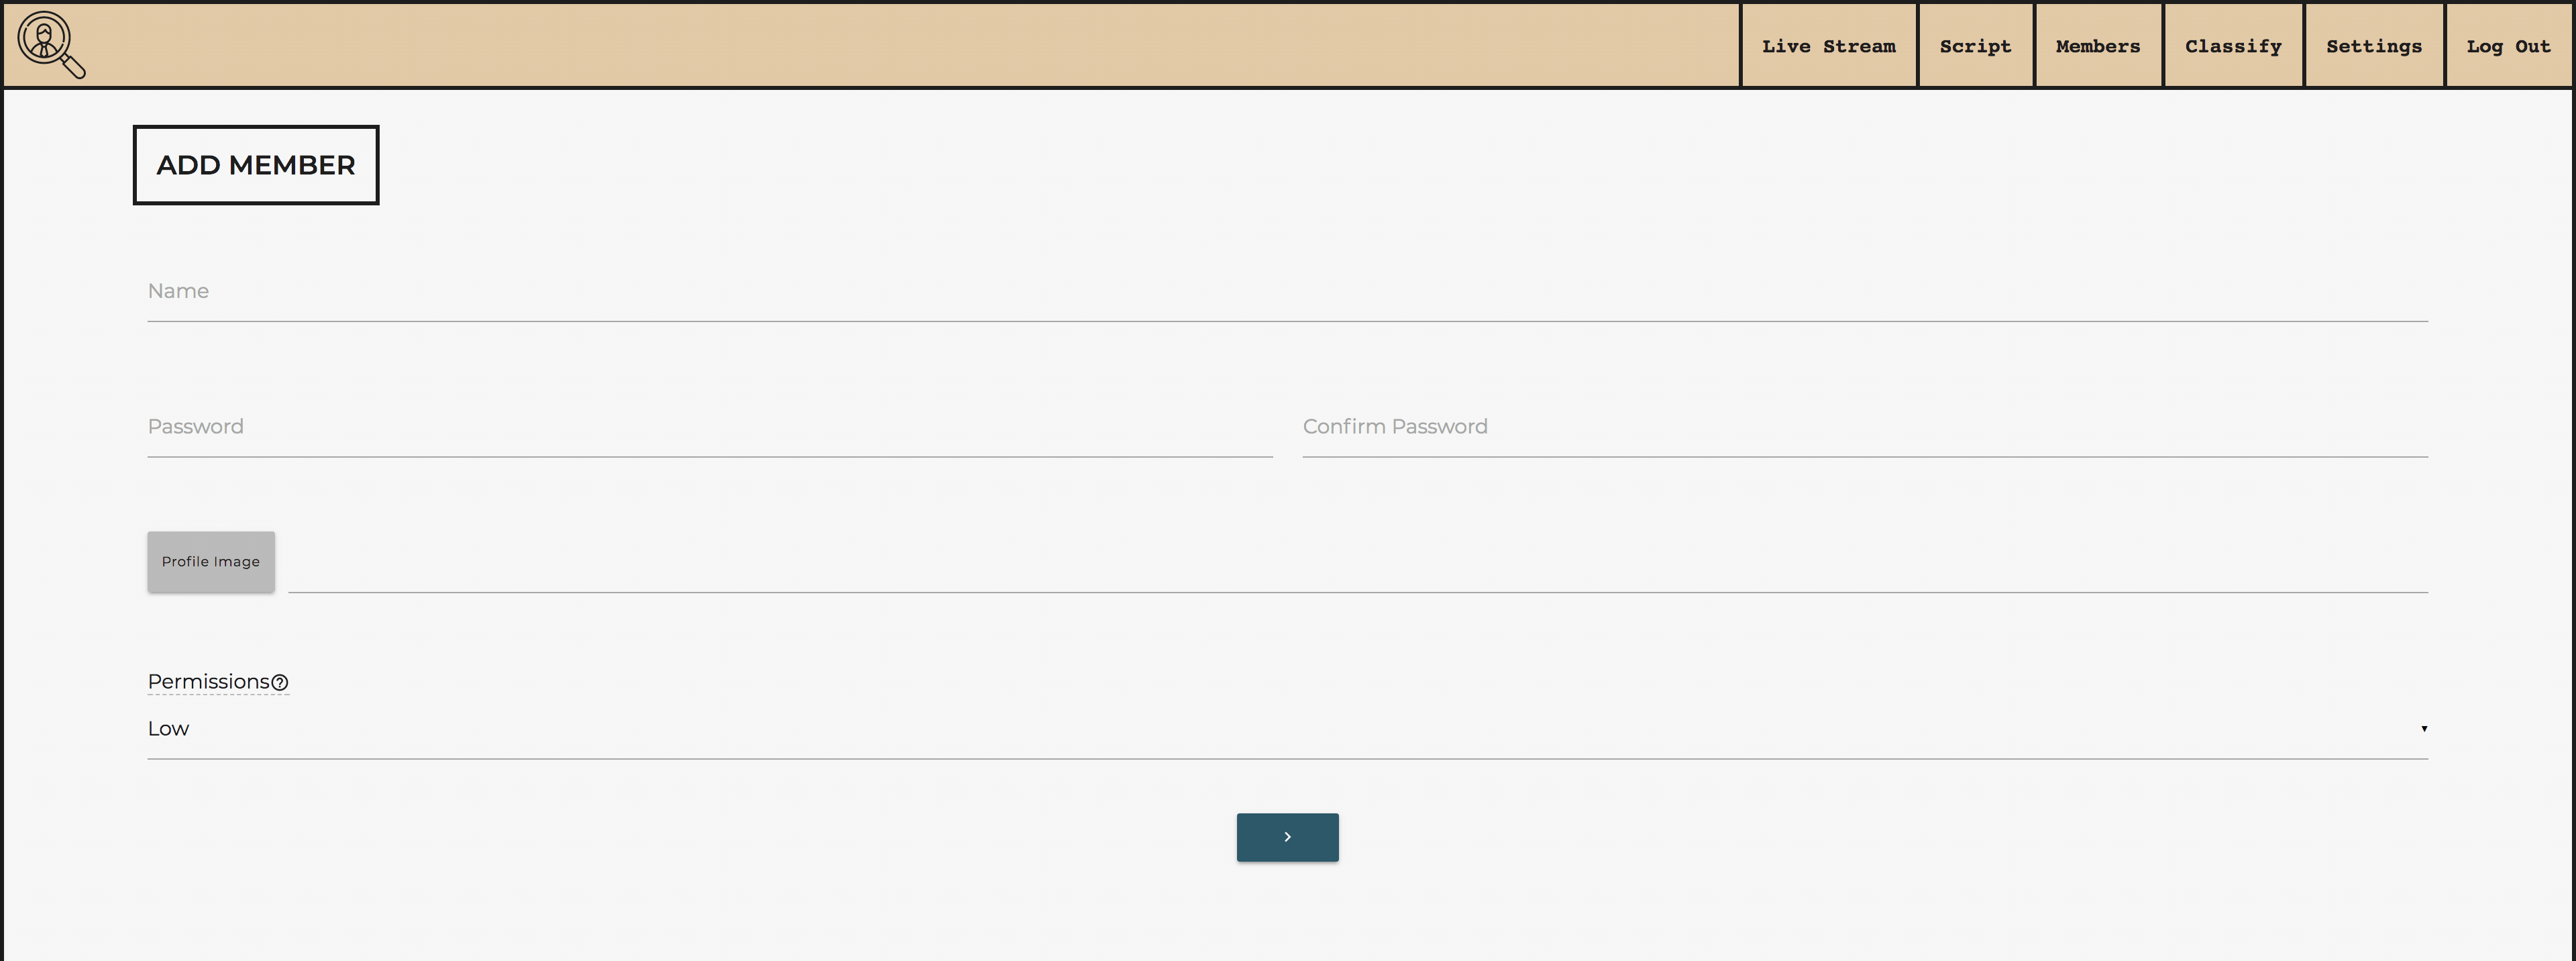 Live Stream Script Members Classify Settings Log Out
ADD MEMBER
Name
Password Confirm Password
Profile Image
Permissions
Low